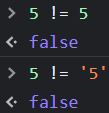 > 5 != 5
< false
> 5 != '5'
< false